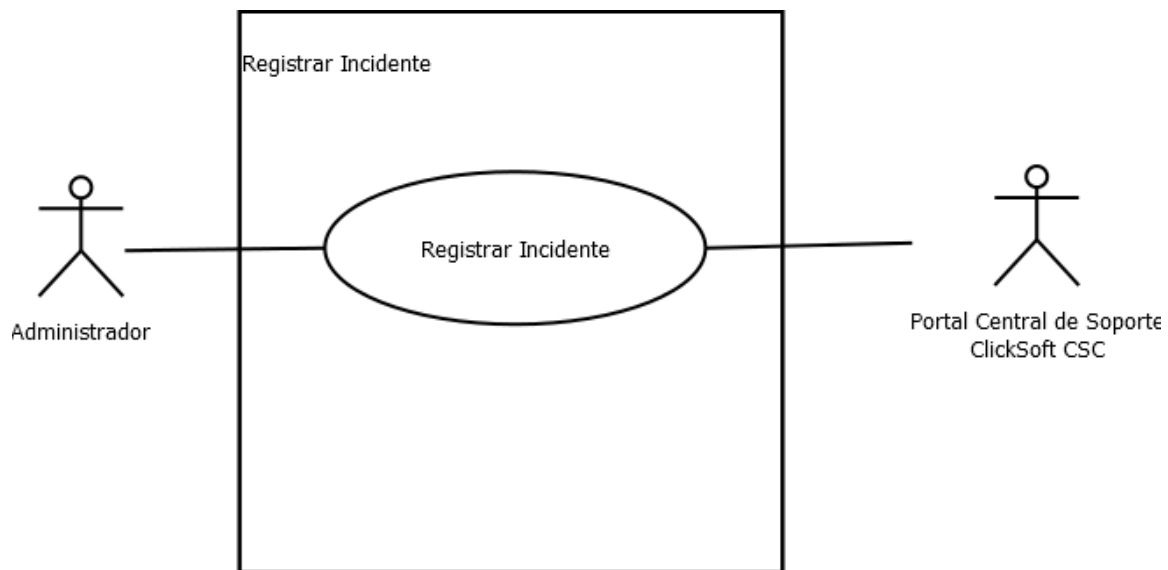 Registrar Incidente
Registrar Incidente
Administrador
Portal Central de Soporte
ClickSoft CSC